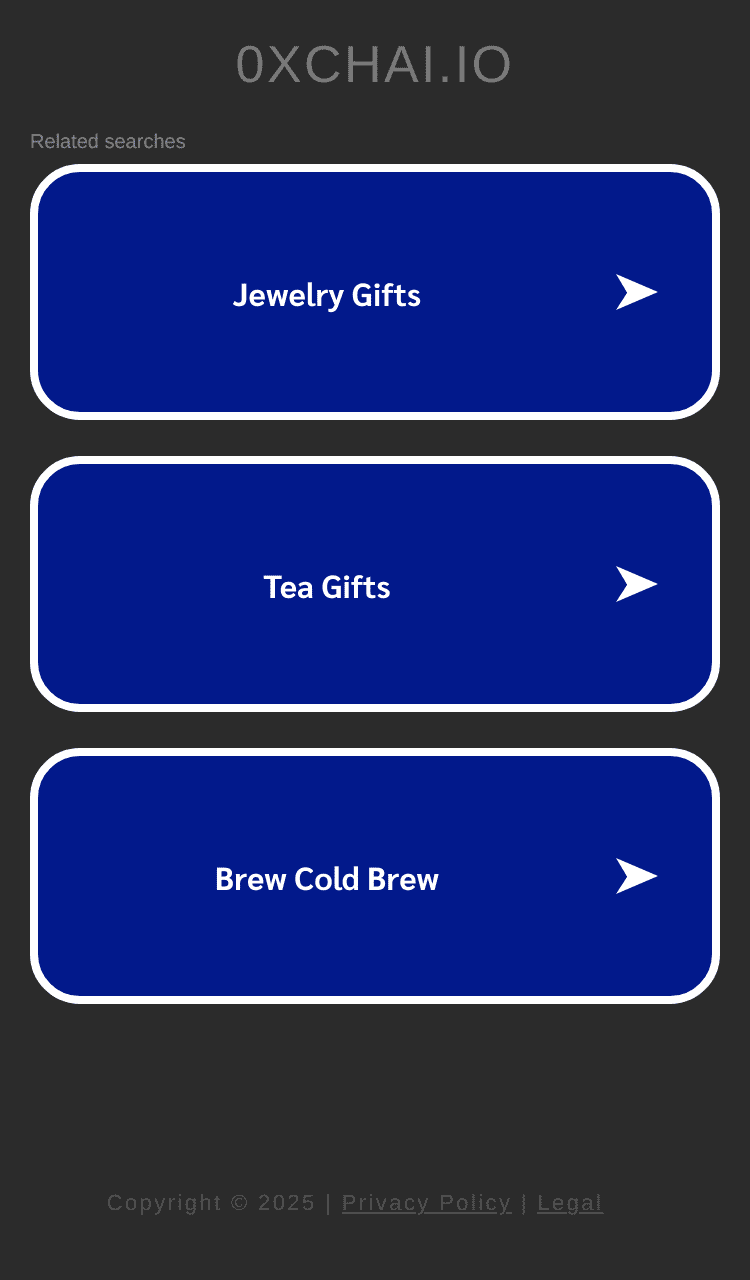 0XCHAI.IO
Related searches
Jewelry Gifts
Tea Gifts
Brew Cold Brew
Copyright © 2025 | Privacy Policy | Legal